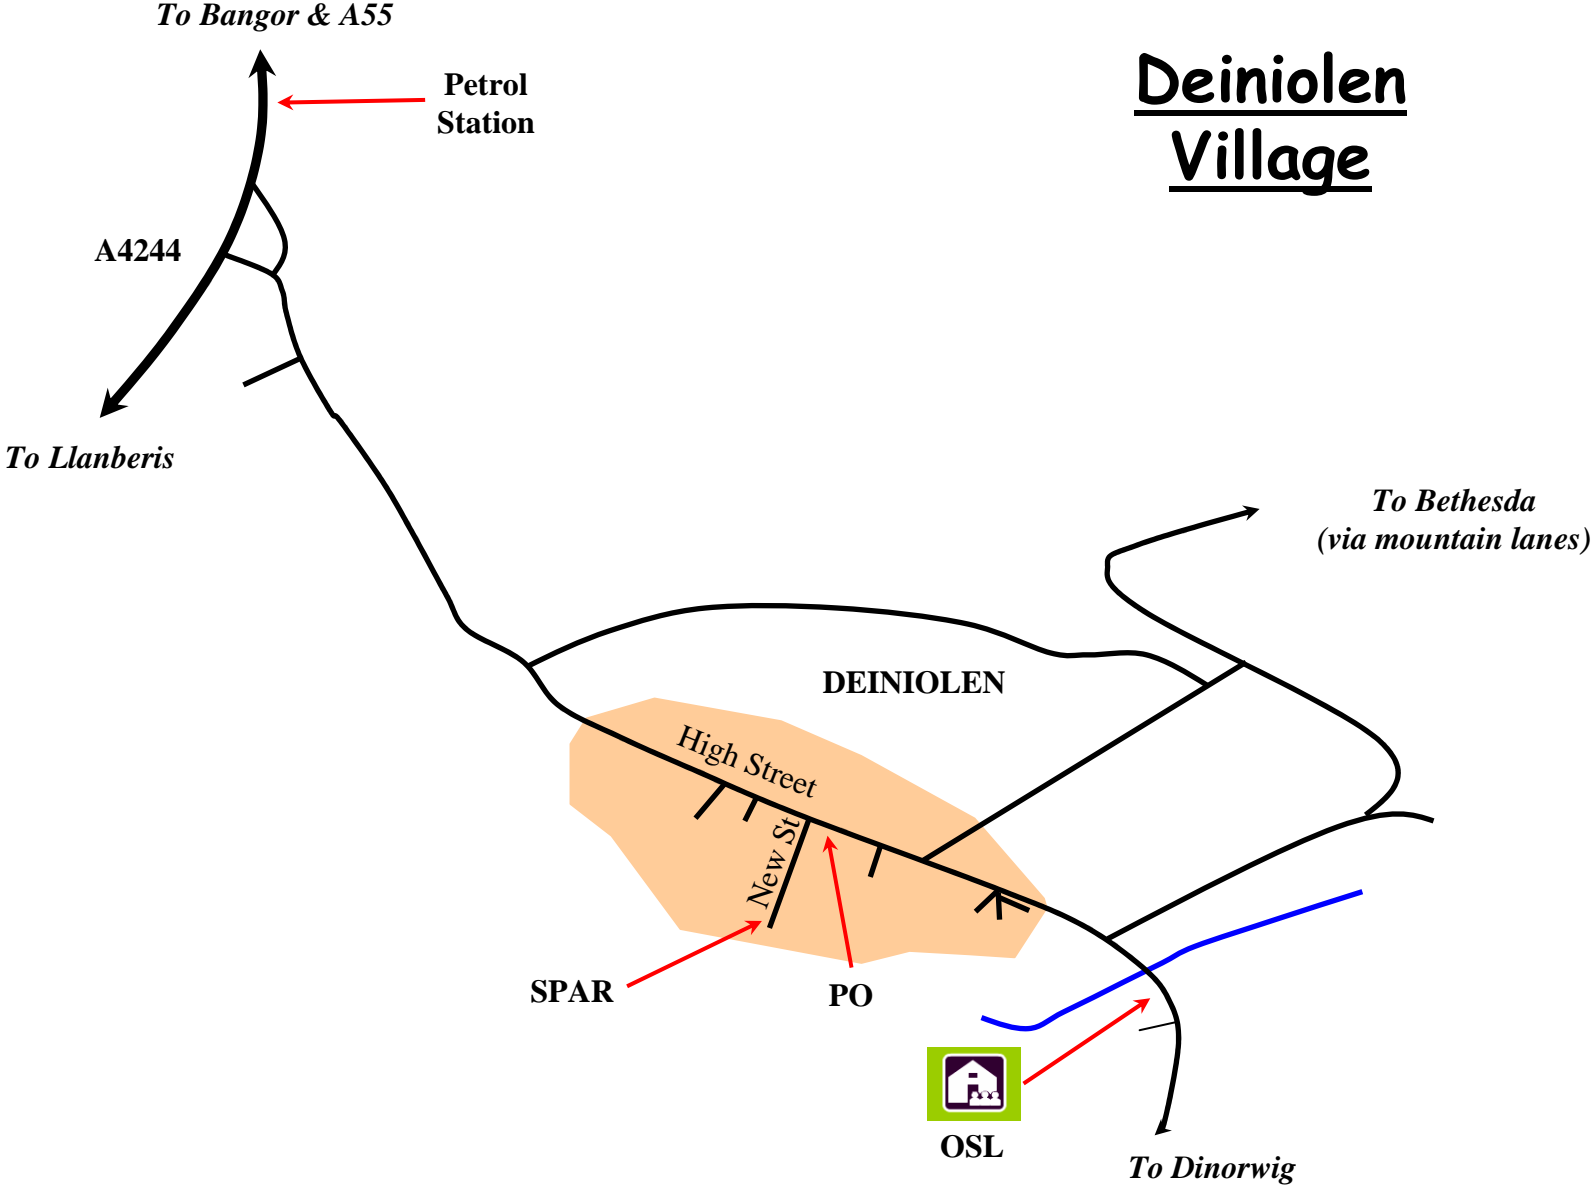 To Bangor & A55
Deiniolen
Village
Petrol
Station
A4244
To Llanberis
To Bethesda
(via mountain lanes)
DEINIOLEN
High Street
New St
SPAR
PO
OSL
To Dinorwig